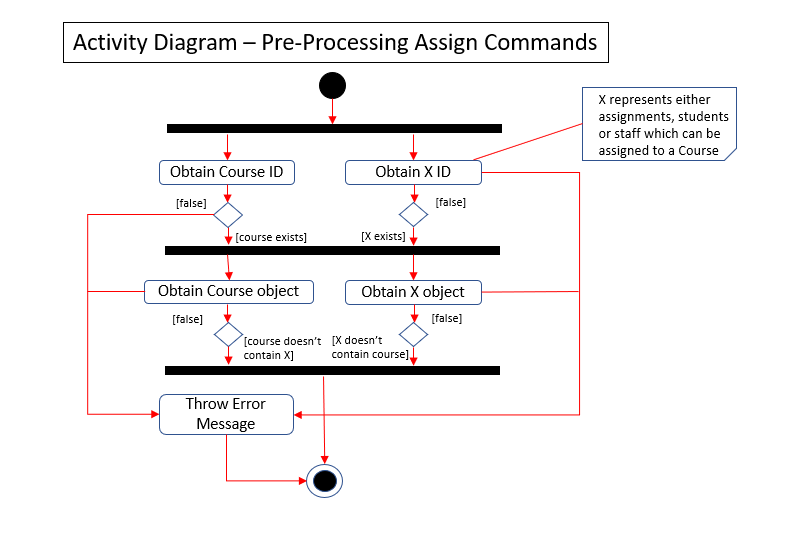 Activity Diagram – Pre-Processing Assign Commands
X represents either
assignments, students
or staff which can be
assigned to a Course
Obtain Course ID
Obtain X ID
[false]
[false]
[course exists]
[X exists]
Obtain Course object
Obtain X object
[false]
[false]
[course doesn't
contain X]
[X doesn't
contain course]
Throw Error
Message